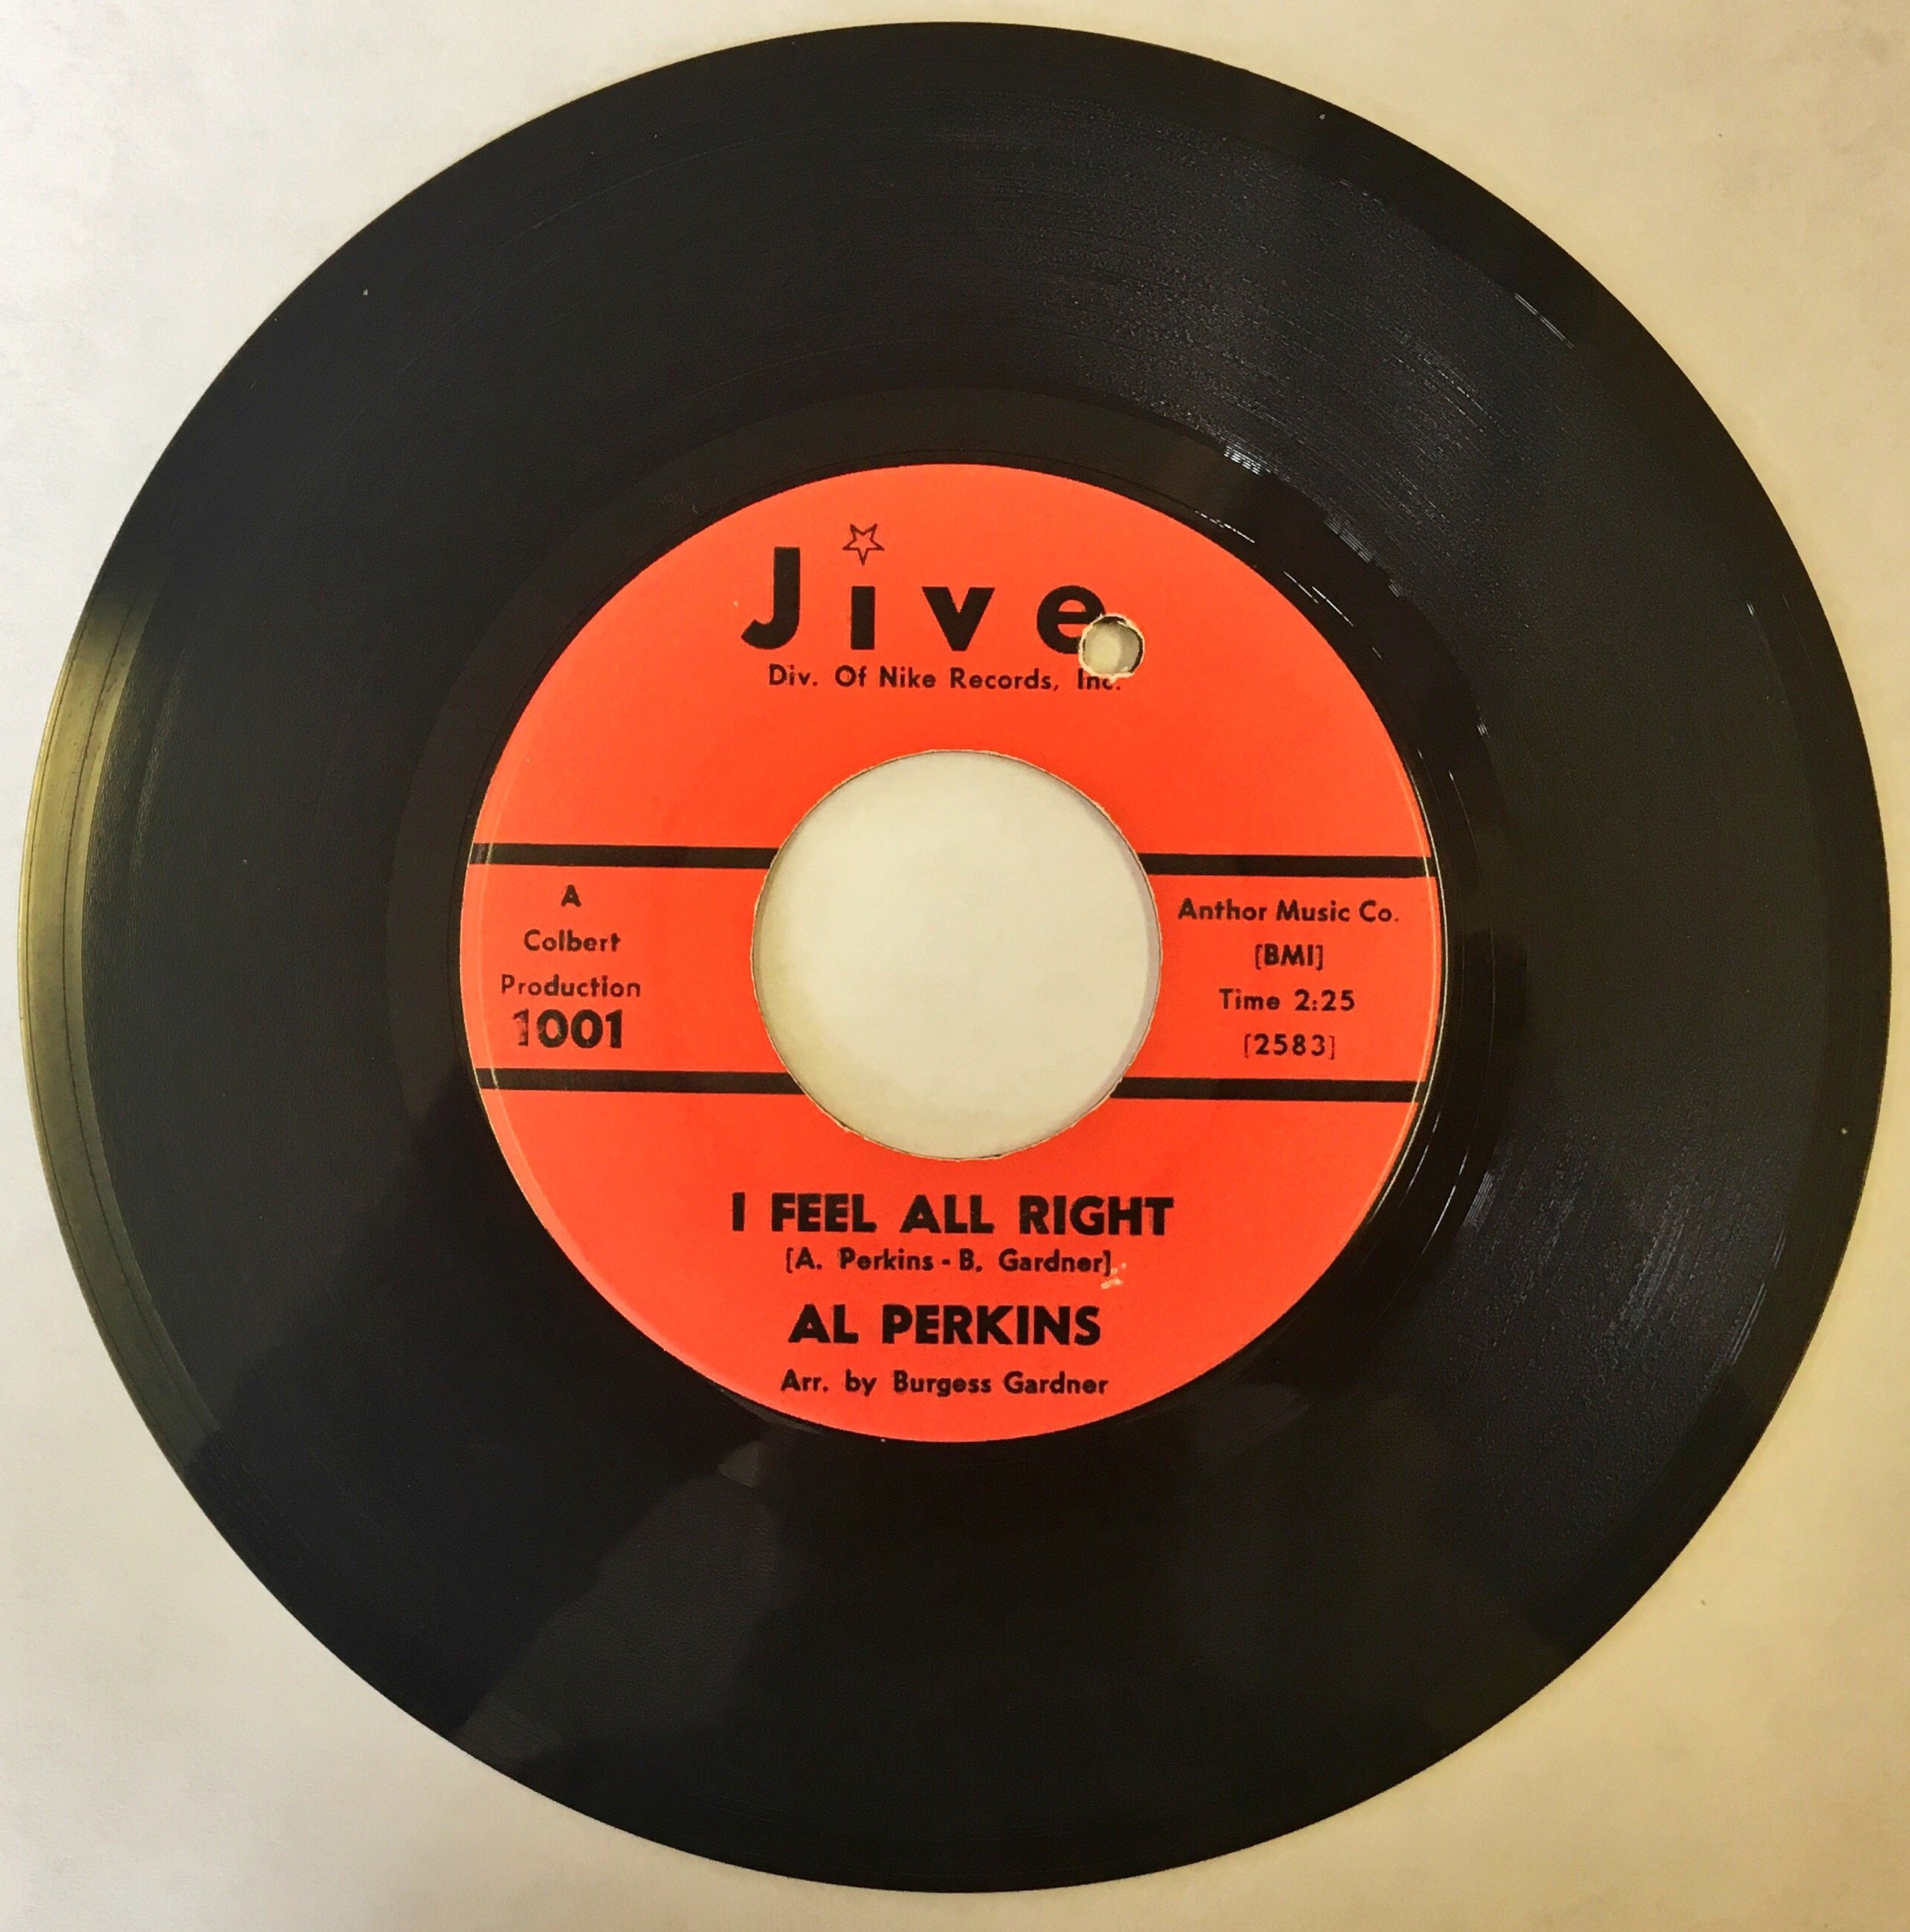 Jive
Div. Of Nike Records, Inc.
A
Colbert
Production
1001
Anthor Music Co.
[BMI]
Time 2:25
[2583]
I FEEL ALL RIGHT
[A. Perkins - B. Gardner]
AL PERKINS
Arr. by Burgess Gardner